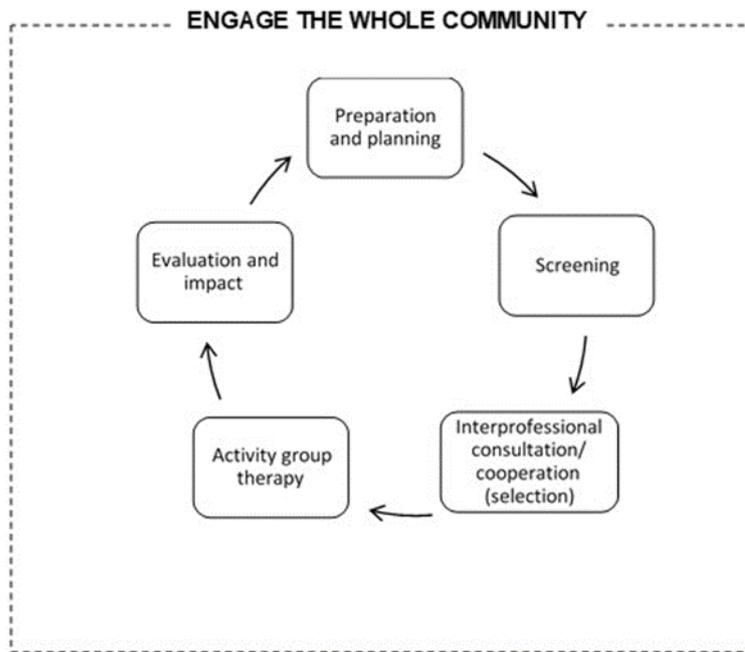 ENGAGE THE WHOLE COMMUNITY
Preparation
and planning
Screening
Interprofessional
consultation/
cooperation
(selection)
Activity group
therapy
Evaluation and
impact